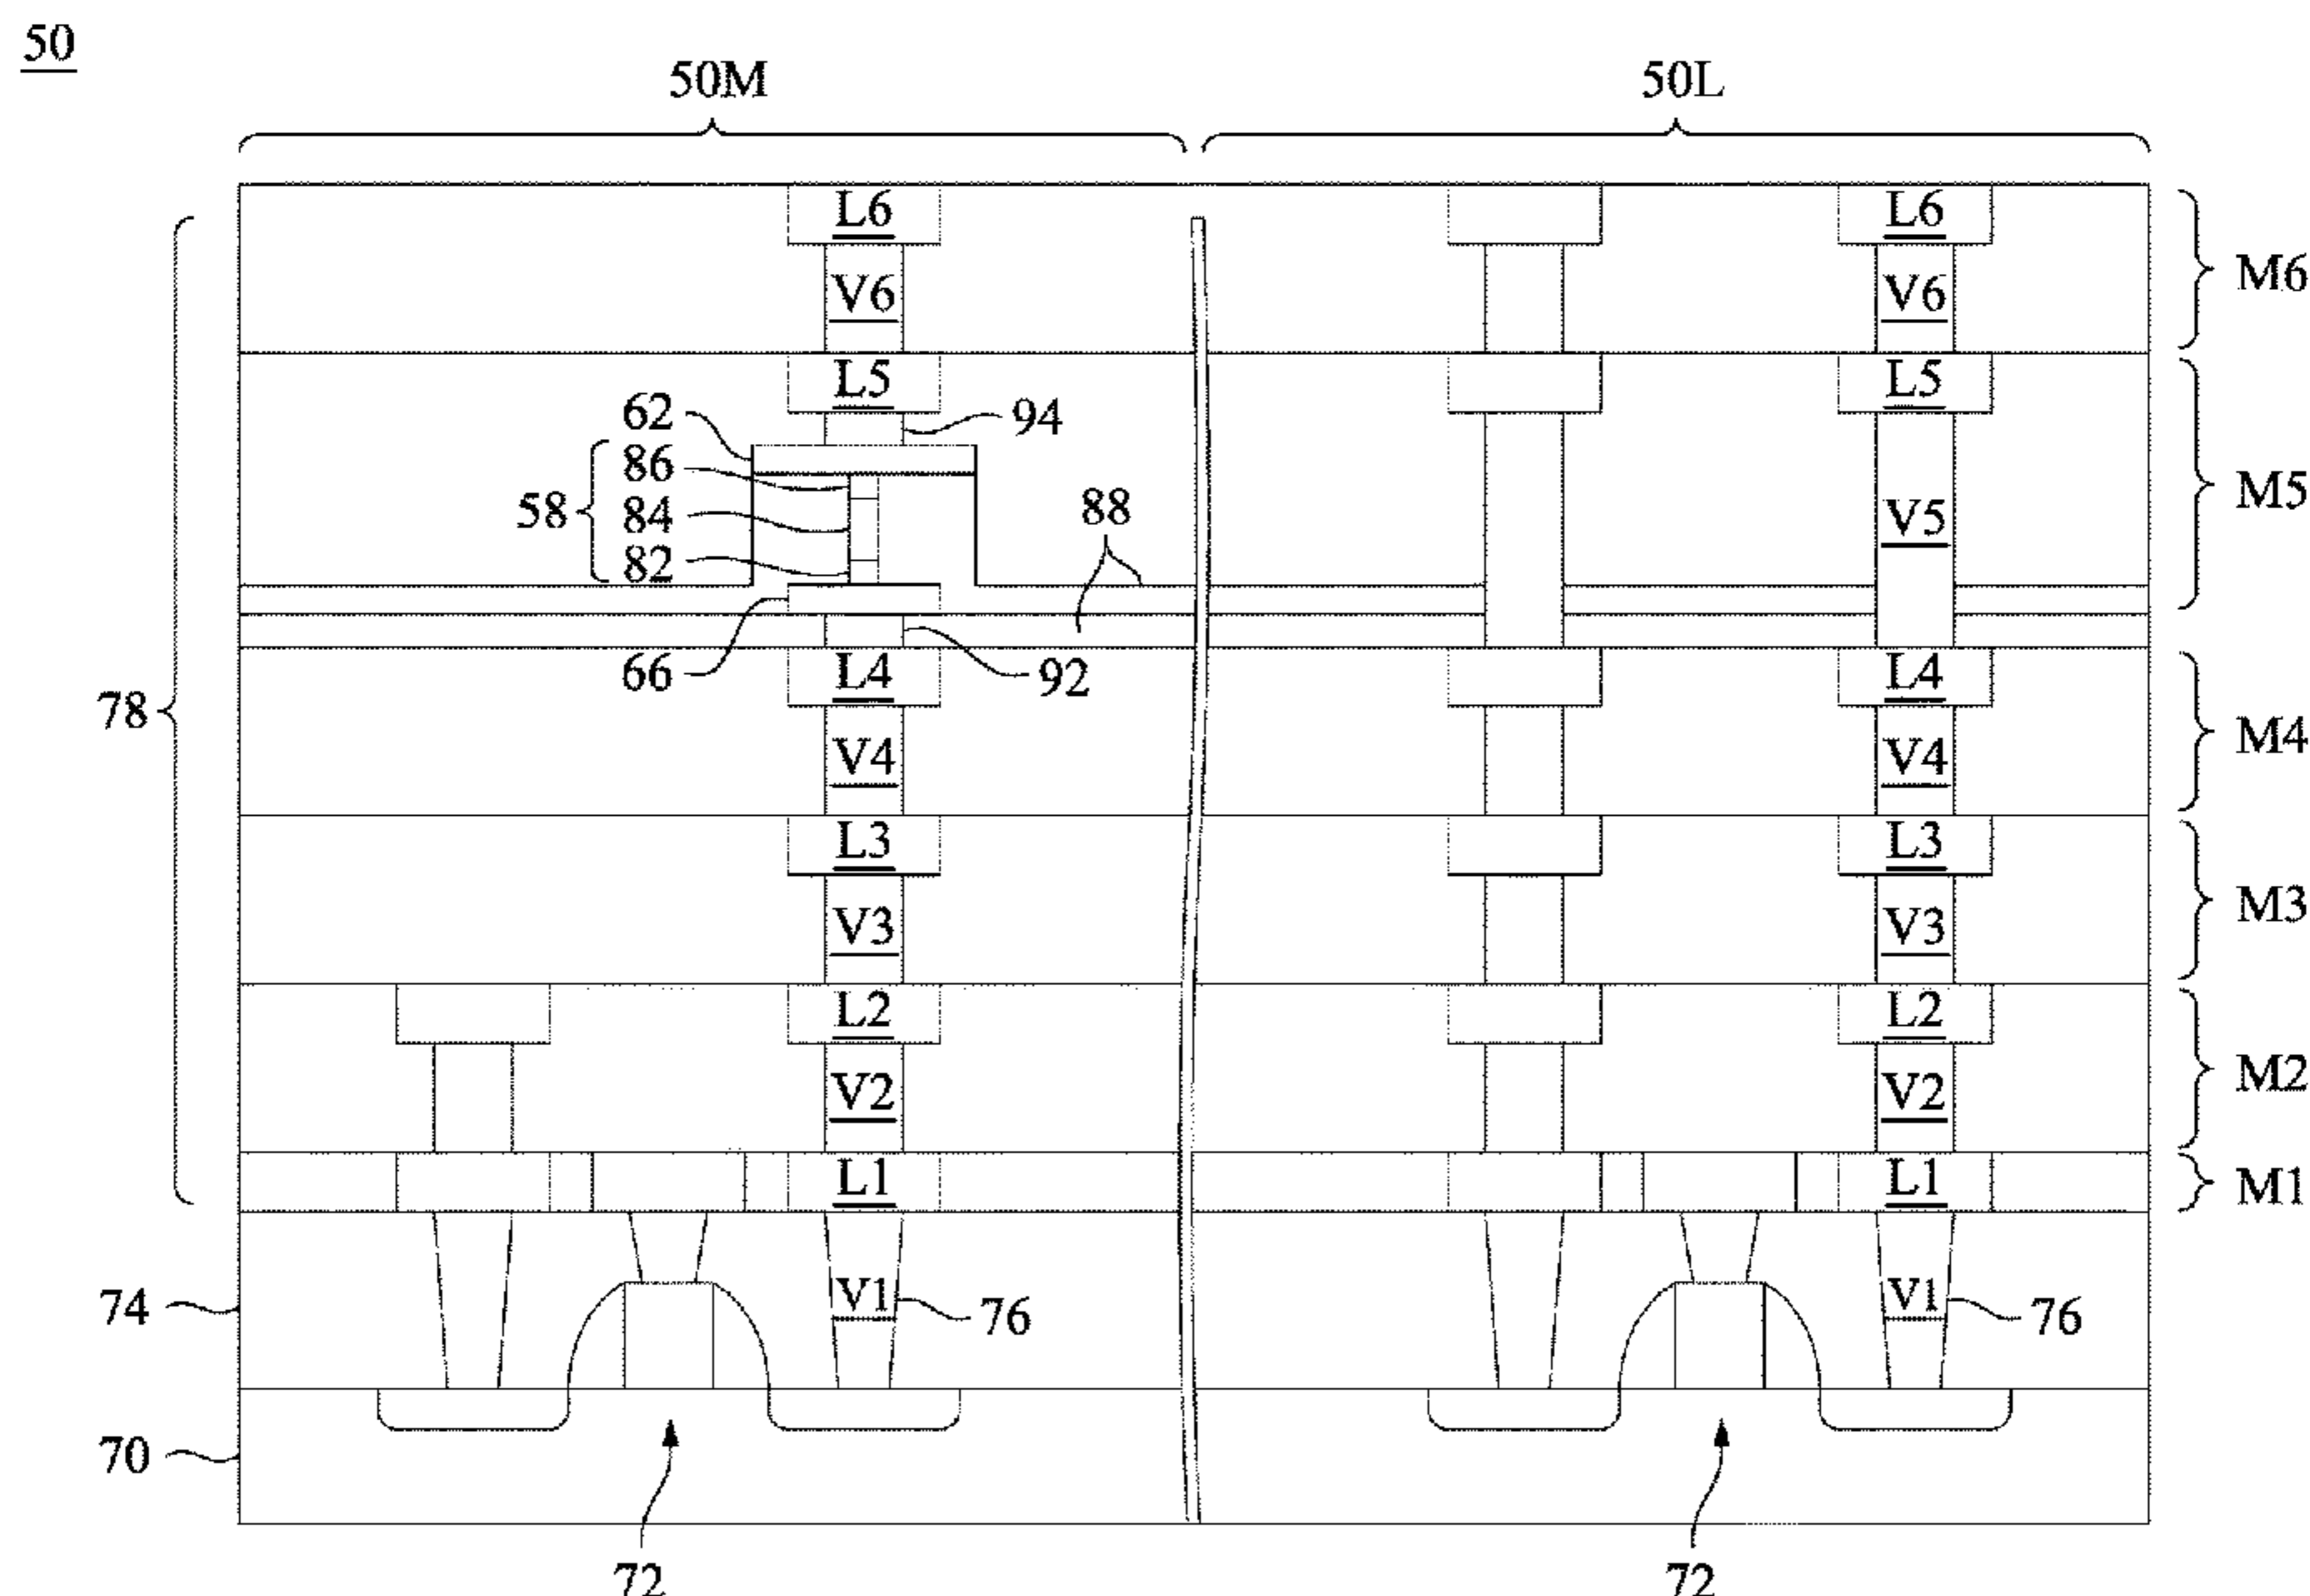 50
50M 50L
L6 L6
V6 V6 M6
L5 L5
62 94
86
58 84 88 V5 M5
82
66 L4 92 L4
78 V4 V4 M4
L3 L3
V3 V3 M3
L2 L2
V2 V2 M2
L1 L1 M1
74 V1 76 V1 76
70
72 72